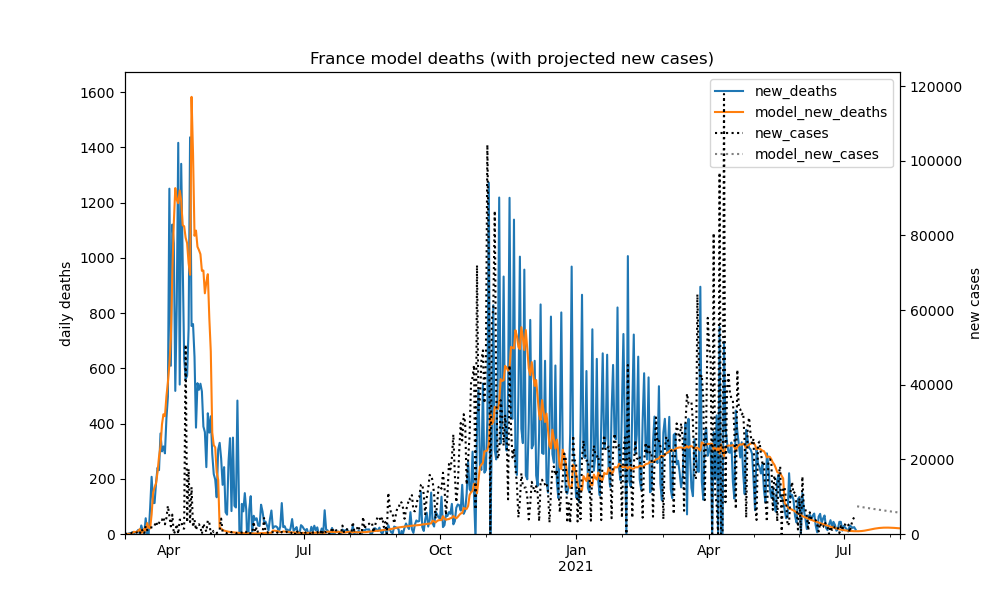 France model deaths (with projected new cases)
1600
1400
1200
1000
800
600
400
200
0
daily deaths
120000
100000
80000
60000
40000
20000
0
new cases
new_deaths
model_new_deaths
new_cases
model_new_cases
Apr Jul Oct Jan Apr Jul
2021